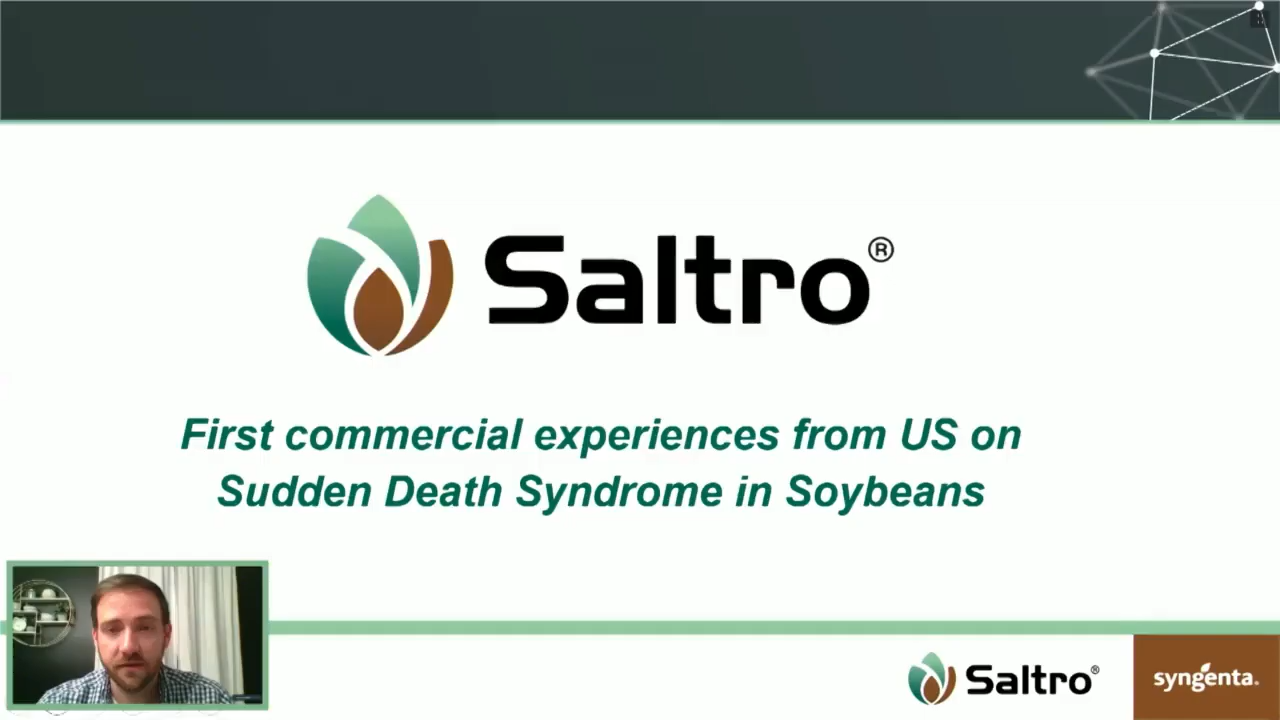 Saltro®
First commercial experiences from US on
Sudden Death Syndrome in Soybeans
Saltro®
syngenta.